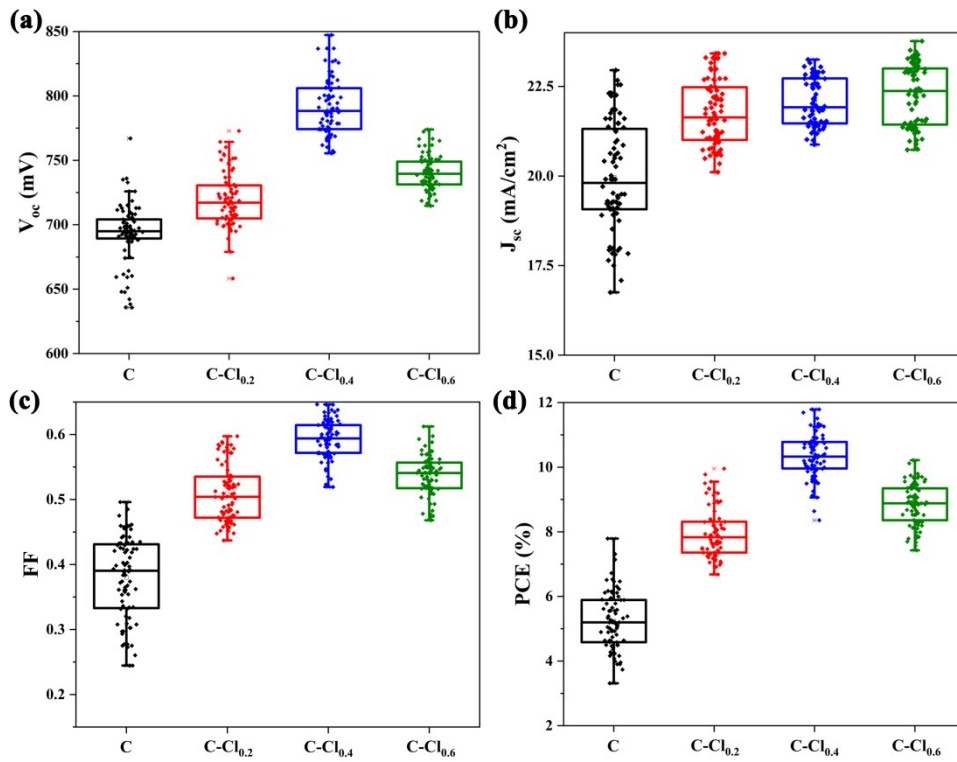 (a)
V_oc (mV)
850
800
750
700
650
600
C C-Cl₀.₂ C-Cl₀.₄ C-Cl₀.₆
(b)
J_sc (mA/cm²)
22.5
20.0
17.5
15.0
C C-Cl₀.₂ C-Cl₀.₄ C-Cl₀.₆
(c)
FF
0.6
0.5
0.4
0.3
0.2
C C-Cl₀.₂ C-Cl₀.₄ C-Cl₀.₆
(d)
PCE (%)
12
10
8
6
4
2
C C-Cl₀.₂ C-Cl₀.₄ C-Cl₀.₆